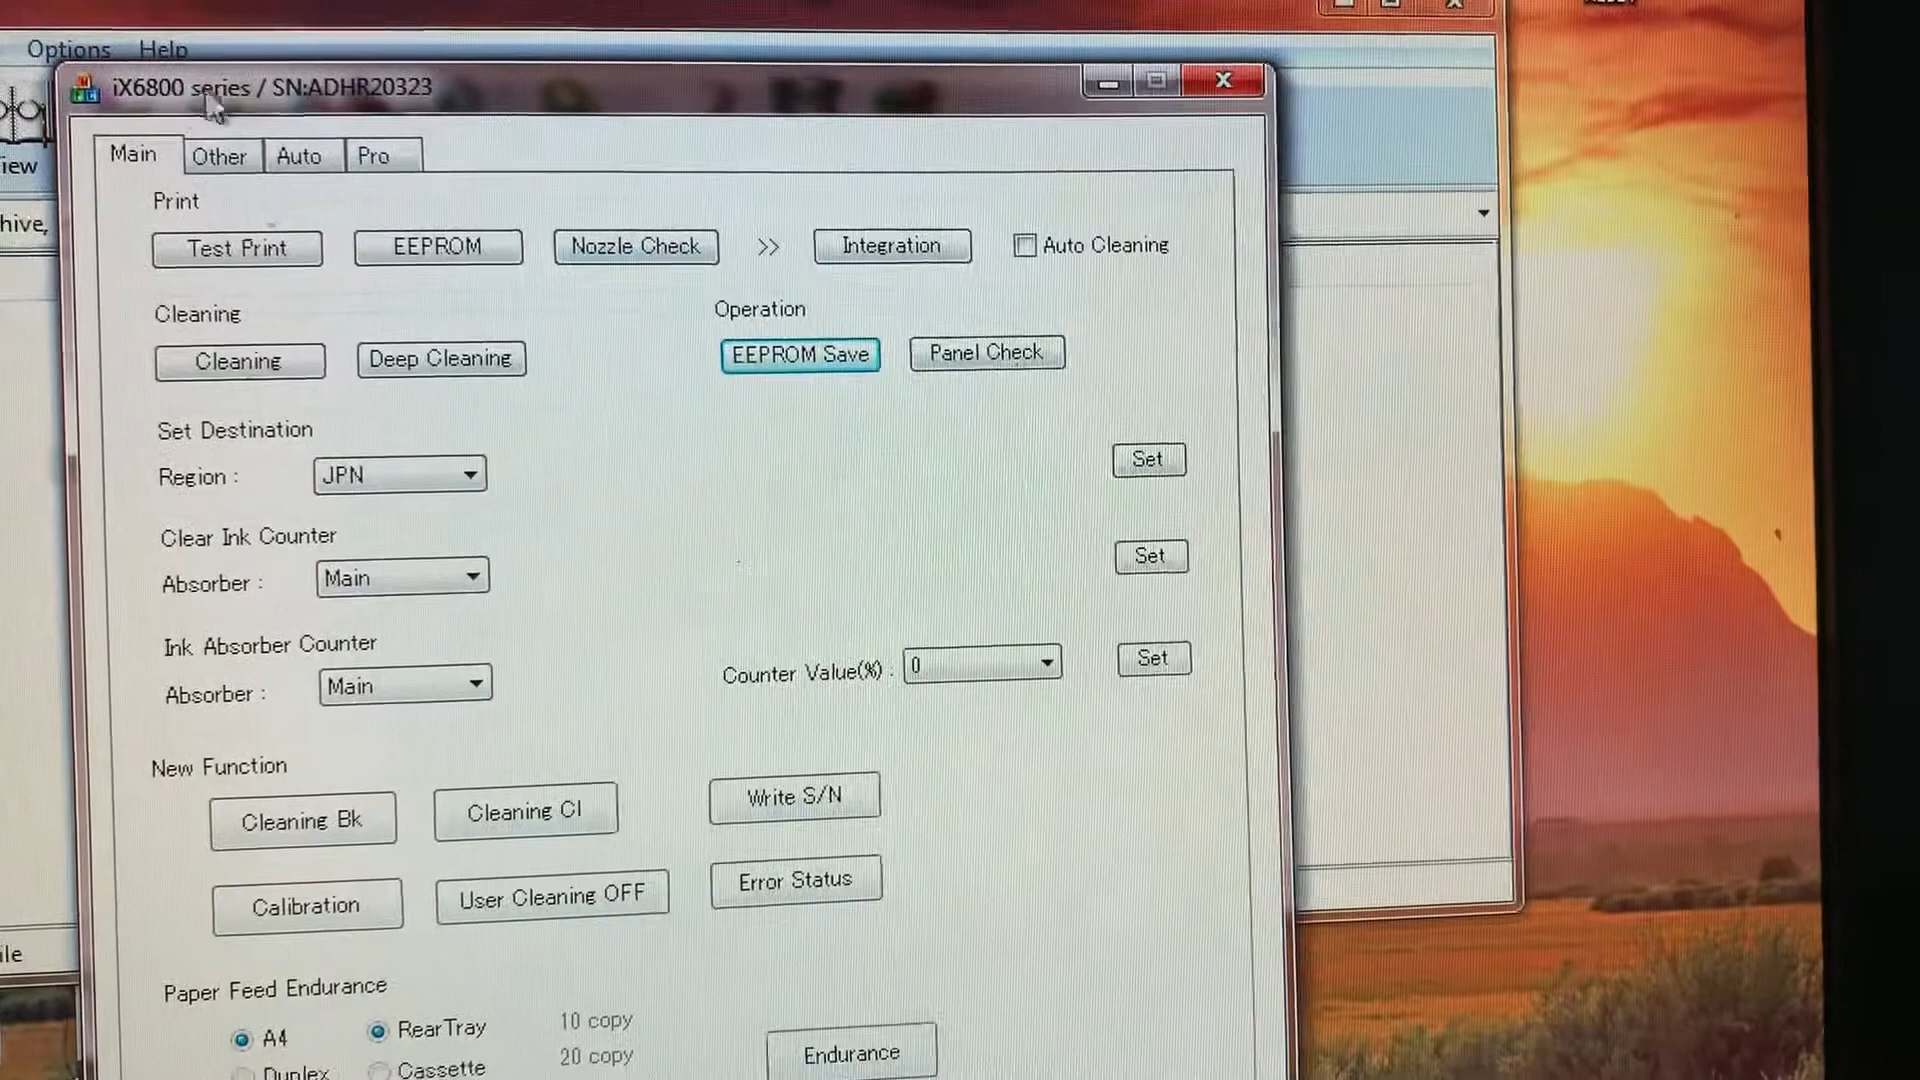 Options Help
iX6800 series / SN:ADHR20323
iew
hive,
Main Other Auto Pro
Print
Test Print EEPROM Nozzle Check >> Integration Auto Cleaning
Cleaning Operation
Cleaning Deep Cleaning EEPROM Save Panel Check
Set Destination
Region : JPN Set
Clear Ink Counter
Absorber : Main Set
Ink Absorber Counter
Absorber : Main Counter Value(%) : 0 Set
New Function
Cleaning Bk Cleaning Cl Write S/N
Calibration User Cleaning OFF Error Status
ile
Paper Feed Endurance
A4 RearTray 10 copy
Duplex Cassette 20 copy Endurance